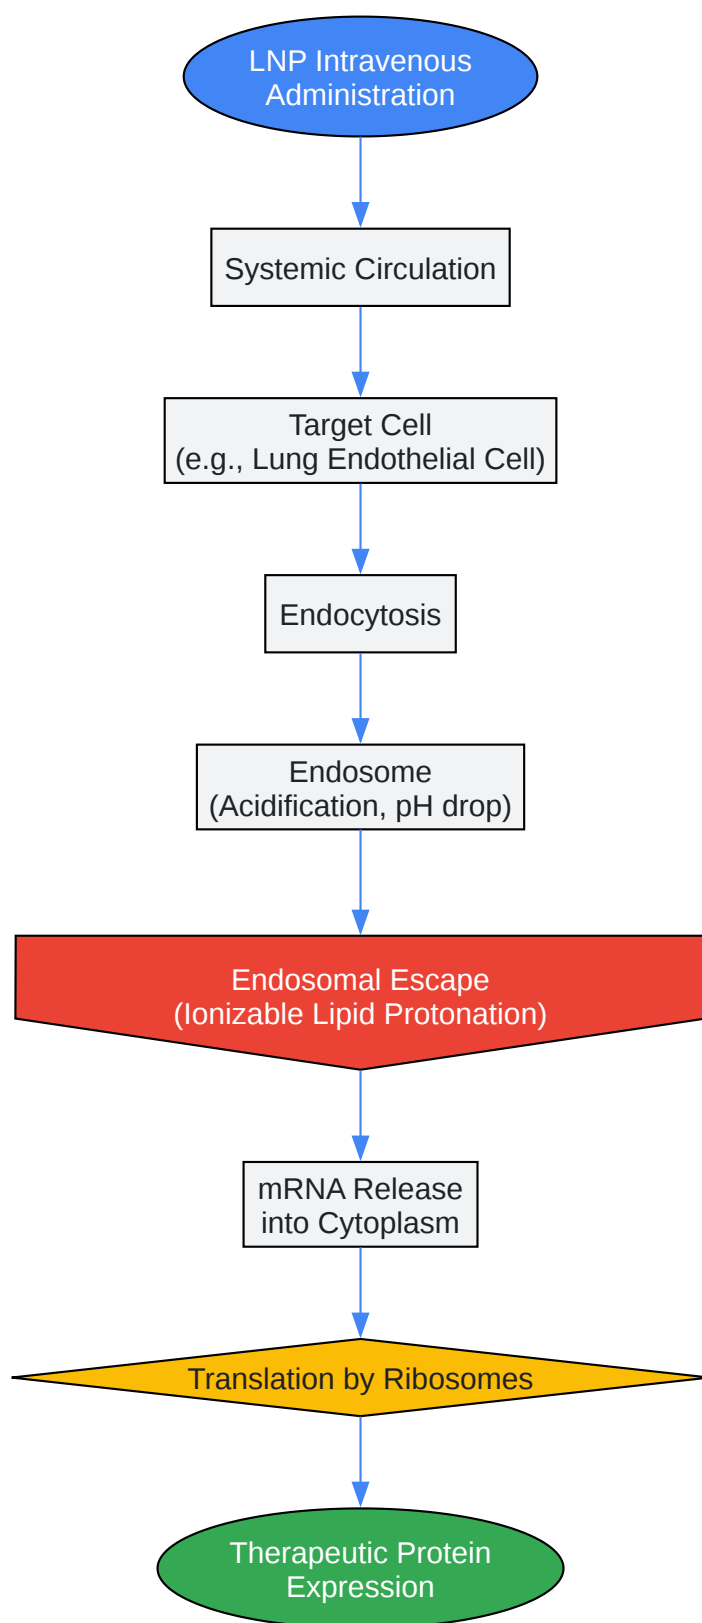 LNP Intravenous
Administration
Systemic Circulation
Target Cell
(e.g., Lung Endothelial Cell)
Endocytosis
Endosome
(Acidification, pH drop)
Endosomal Escape
(Ionizable Lipid Protonation)
mRNA Release
into Cytoplasm
Translation by Ribosomes
Therapeutic Protein
Expression